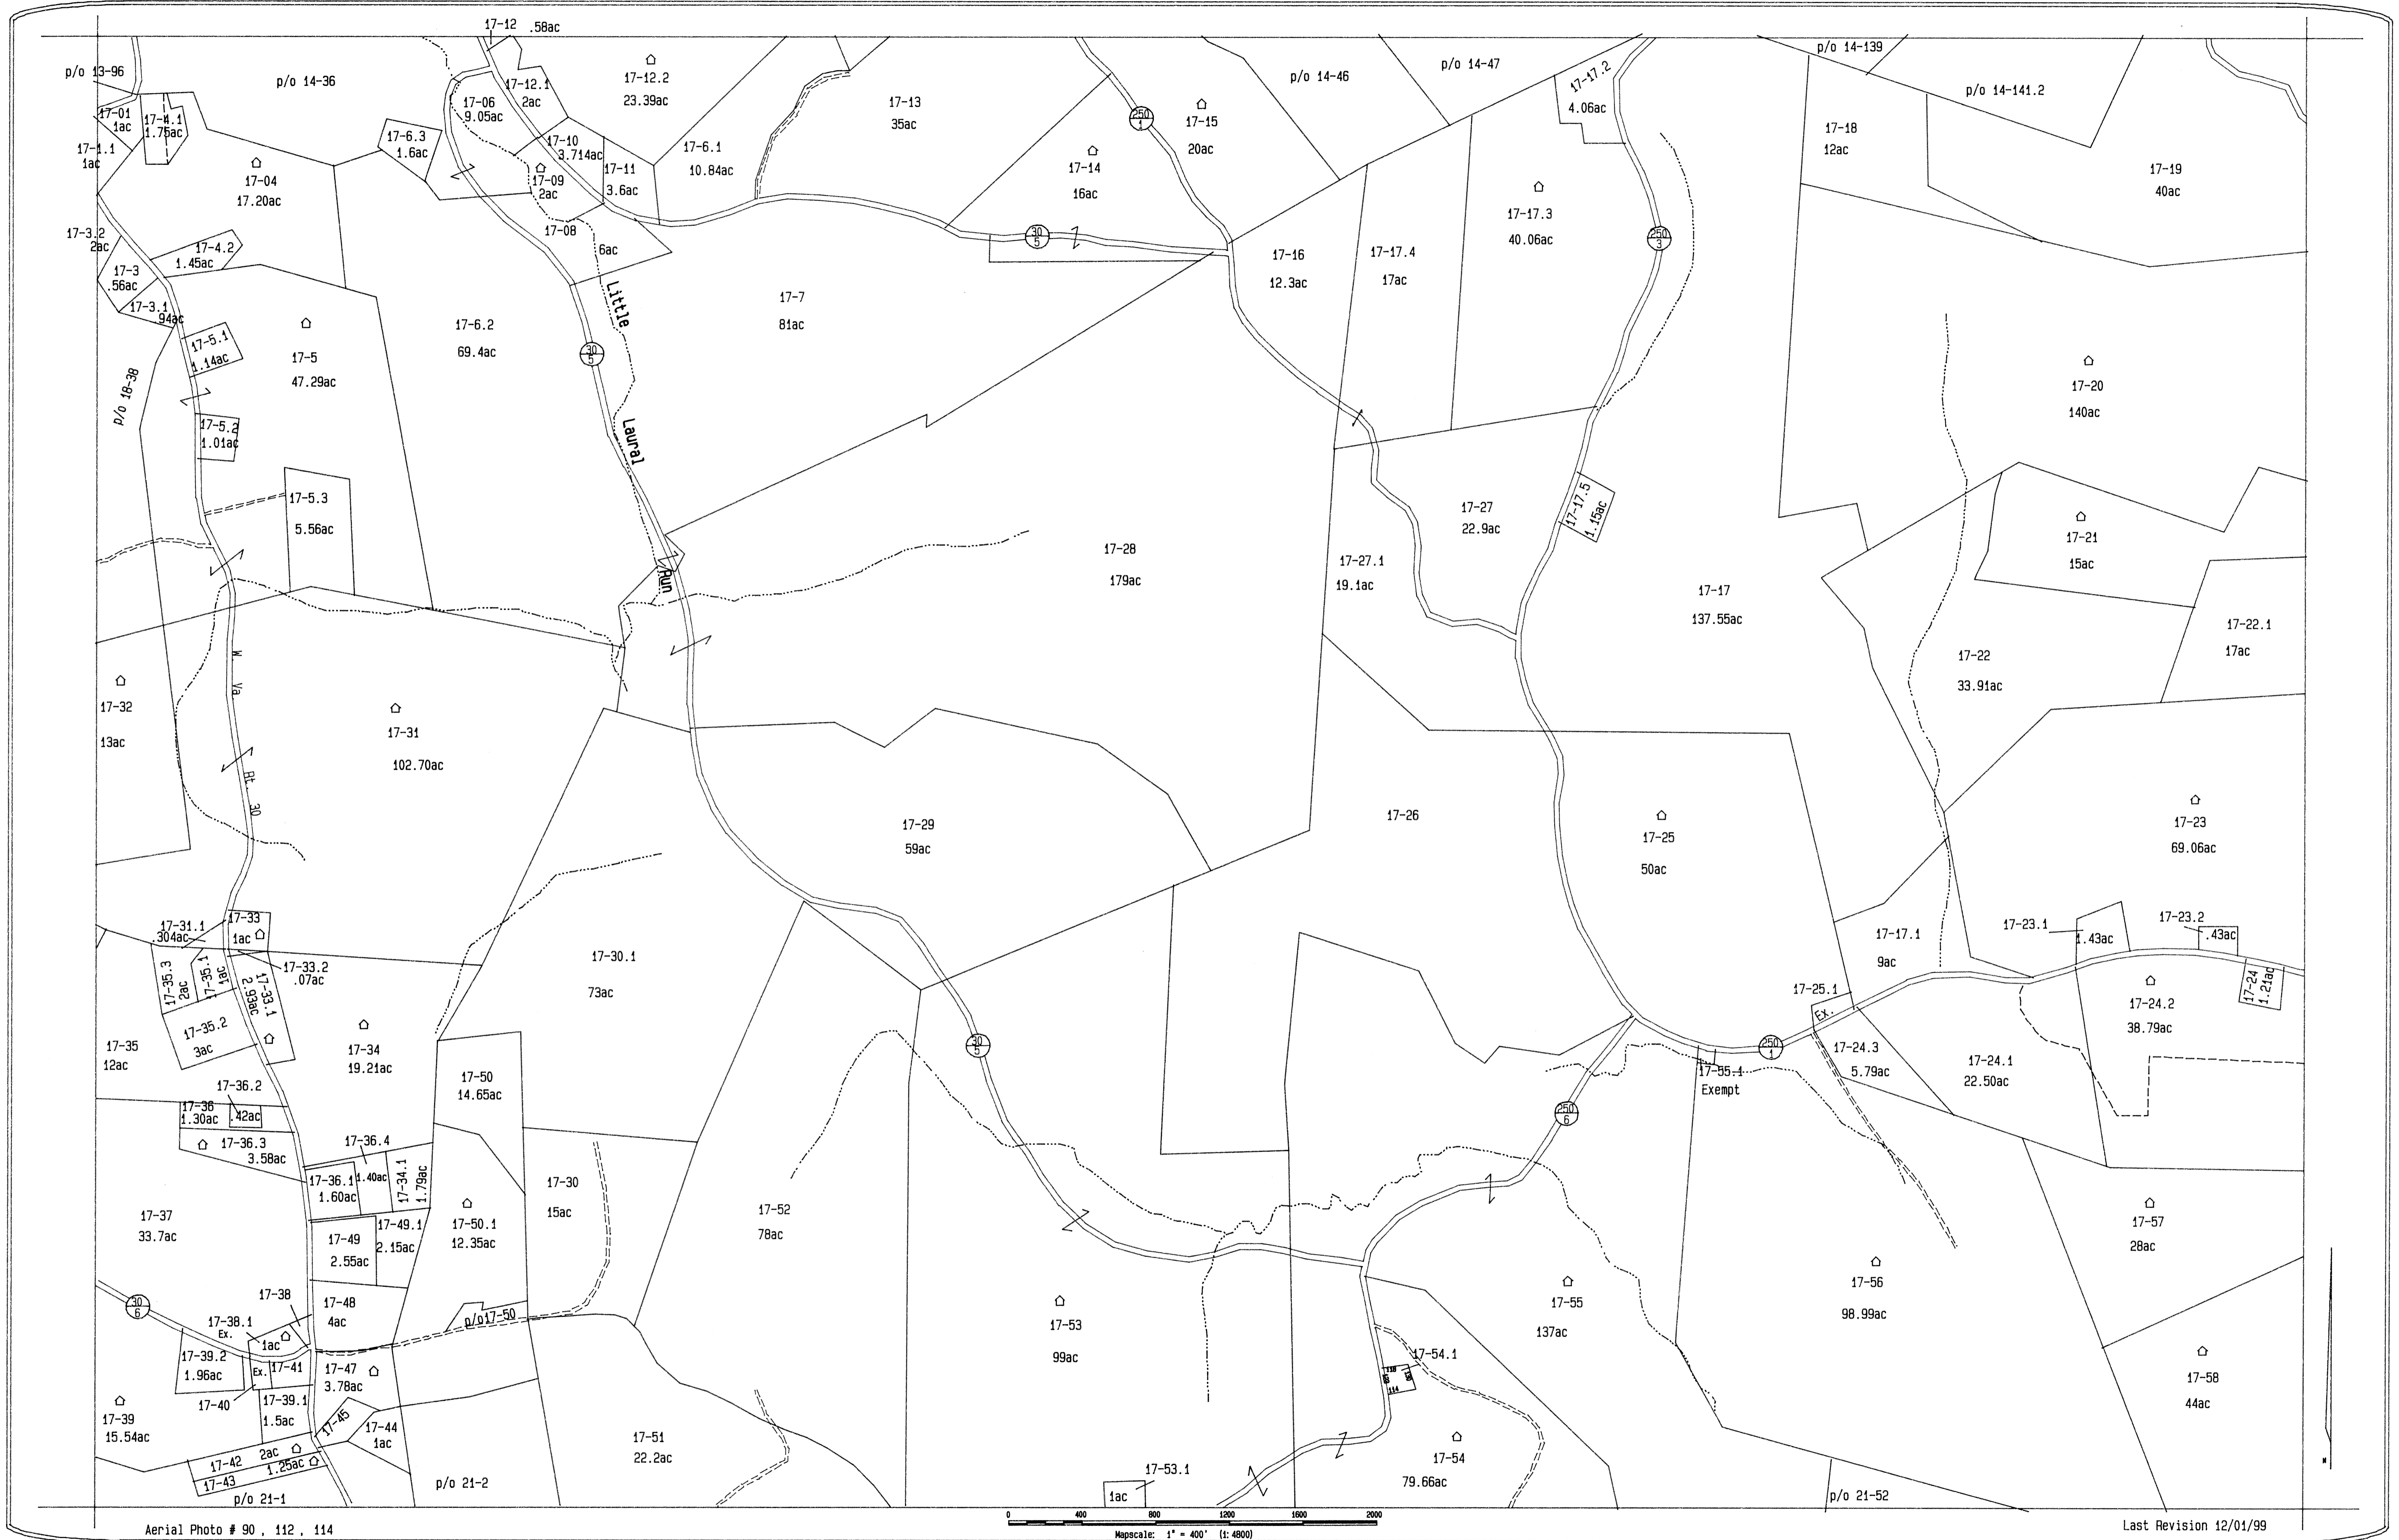 17-12 .58ac
p/o 13-96
p/o 14-36
17-12.1
2ac
17-12.2
23.39ac
17-13
35ac
p/o 14-46
p/o 14-47
17-17.2
4.06ac
p/o 14-139
p/o 14-141.2
17-01
1ac
17-4.1
1.75ac
17-1.1
1ac
17-6.3
1.6ac
17-06
9.05ac
17-10
3.714ac
17-11
3.6ac
17-6.1
10.84ac
250
1
17-15
20ac
17-14
16ac
17-18
12ac
17-19
40ac
17-04
17.20ac
17-09
2ac
17-08
6ac
17-3.2
2ac
17-4.2
1.45ac
17-3
.56ac
17-3.1
.94ac
30
5
17-16
12.3ac
17-17.4
17ac
17-17.3
40.06ac
250
3
17-5.1
1.14ac
17-5
47.29ac
17-6.2
69.4ac
Little
17-7
81ac
30
5
p/o 18-38
17-5.2
1.01ac
Laural
17-20
140ac
17-5.3
5.56ac
17-28
179ac
17-27
22.9ac
17-17.5
1.15ac
17-27.1
19.1ac
17-21
15ac
Run
17-17
137.55ac
17-22.1
17ac
17-22
33.91ac
W. Va. Rt. 30
17-32
13ac
17-31
102.70ac
17-29
59ac
17-26
17-25
50ac
17-23
69.06ac
17-31.1
.304ac
17-33
1ac
17-33.2
.07ac
17-35.3
2ac
17-35.1
1ac
17-33.1
2.93ac
17-35.2
3ac
17-30.1
73ac
17-17.1
9ac
17-23.1
1.43ac
17-23.2
.43ac
17-24
1.21ac
17-25.1
Ex.
17-24.2
38.79ac
17-35
12ac
17-34
19.21ac
17-50
14.65ac
30
5
250
1
17-24.3
5.79ac
17-24.1
22.50ac
17-55.1
Exempt
250
6
17-36.2
17-36
1.30ac
.42ac
17-36.3
3.58ac
17-36.4
1.40ac
17-36.1
1.60ac
17-34.1
1.79ac
17-30
15ac
17-52
78ac
17-37
33.7ac
17-49
2.55ac
17-49.1
2.15ac
17-50.1
12.35ac
17-57
28ac
17-56
98.99ac
30
6
17-38
17-38.1
Ex.
1ac
17-48
4ac
p/o17-50
17-53
99ac
17-55
137ac
17-39.2
1.96ac
Ex.
17-41
17-47
3.78ac
17-40
17-39.1
1.5ac
17-54.1
118
114
17-58
44ac
17-39
15.54ac
17-45
17-44
1ac
17-42
2ac
17-43
1.25ac
17-51
22.2ac
17-54
79.66ac
17-53.1
1ac
p/o 21-1
p/o 21-2
p/o 21-52
0 400 800 1200 1600 2000
Mapscale: 1" = 400' (1:4800)
Aerial Photo # 90 , 112 , 114
Last Revision 12/01/99